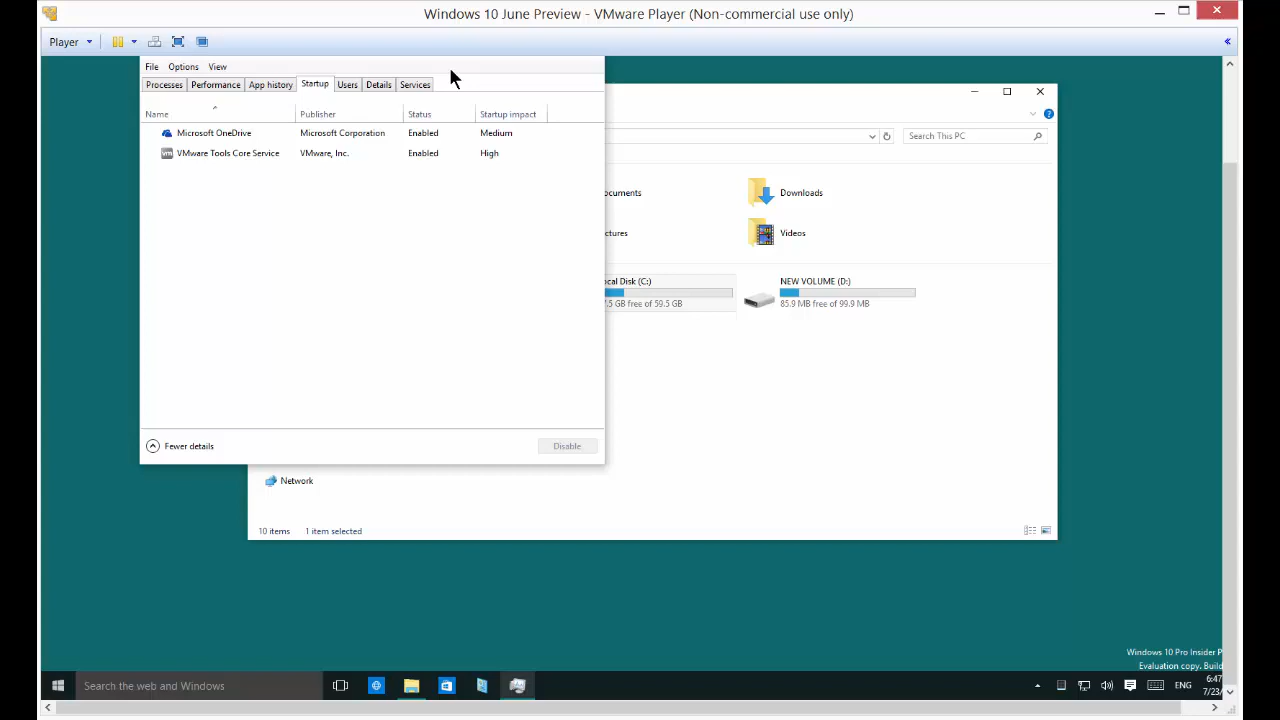 Windows 10 June Preview - VMware Player (Non-commercial use only)
Player
File Options View
Processes Performance App history Startup Users Details Services
Name Publisher Status Startup impact
Microsoft OneDrive Microsoft Corporation Enabled Medium
VMware Tools Core Service VMware, Inc. Enabled High
Fewer details Disable
Search This PC
ocuments Downloads
ctures Videos
cal Disk (C:) NEW VOLUME (D:)
.5 GB free of 59.5 GB 85.9 MB free of 99.9 MB
Network
10 items 1 item selected
Windows 10 Pro Insider P
Evaluation copy. Build
Search the web and Windows
ENG
6:47
7/23/